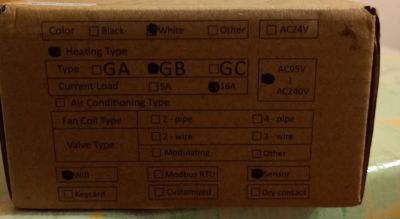 Color Black White Other AC24V
Heating Type
Type GA GB GC AC95V
Current Load 5A 16A AC240V
Air Conditioning Type
Fan Coil Type 2 - pipe 4 - pipe
Valve Type 2 - wire 3 - wire
Modulating Other
Wifi Modbus RTU Sensor
Keycard Customized Dry contact